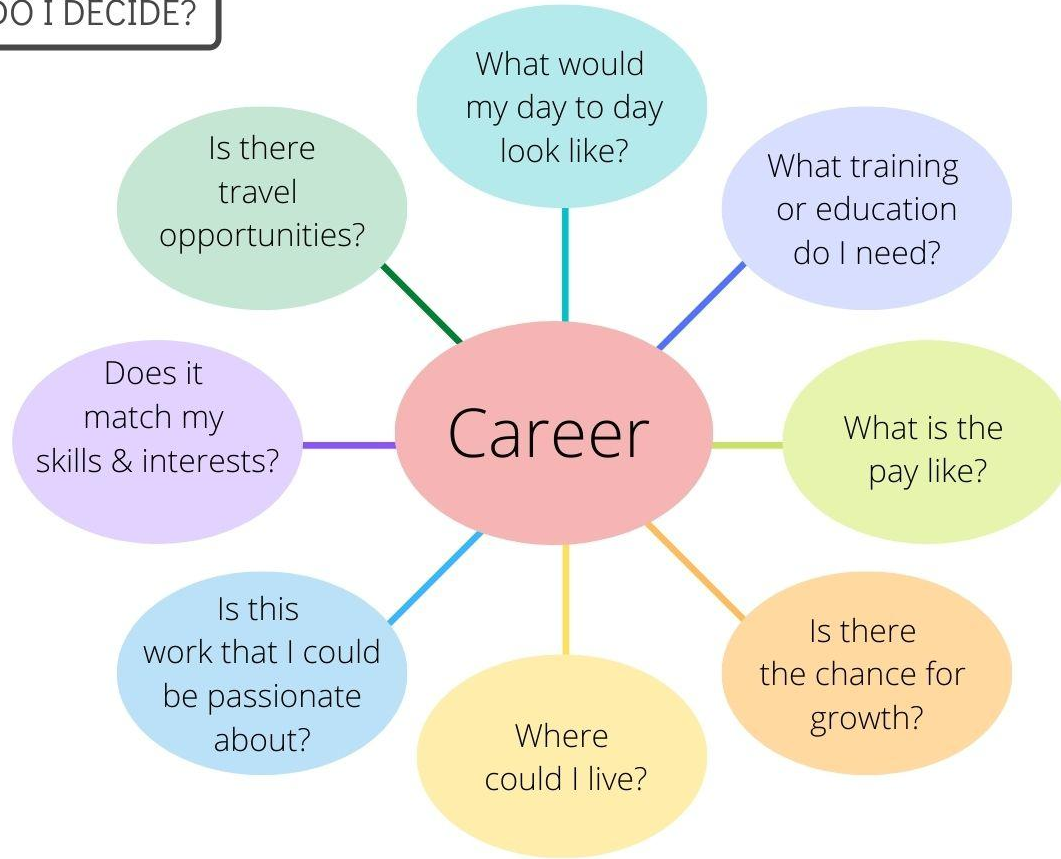 DO I DECIDE?
What would
my day to day
look like?
What training
or education
do I need?
What is the
pay like?
Is there
the chance for
growth?
Where
could I live?
Is this
work that I could
be passionate
about?
Does it
match my
skills & interests?
Is there
travel
opportunities?
Career